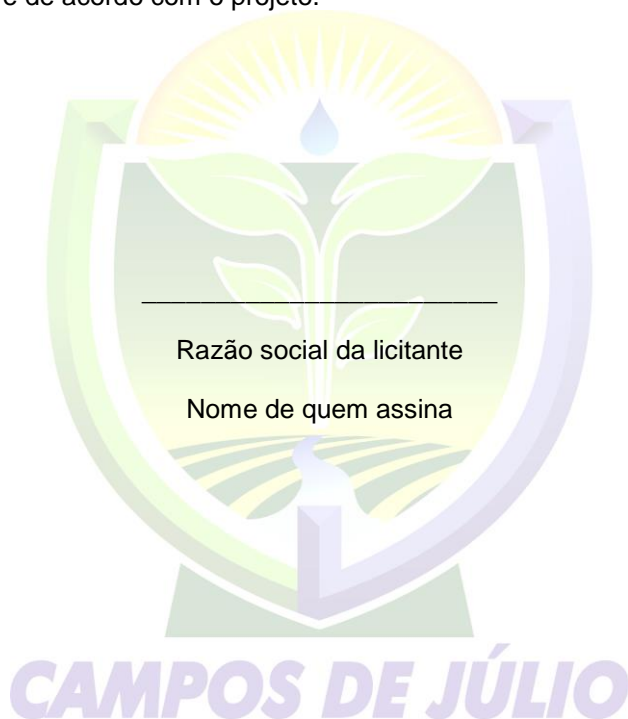 e de acordo com o projeto.
Razão social da licitante
Nome de quem assina
CAMPOS DE JÚLIO